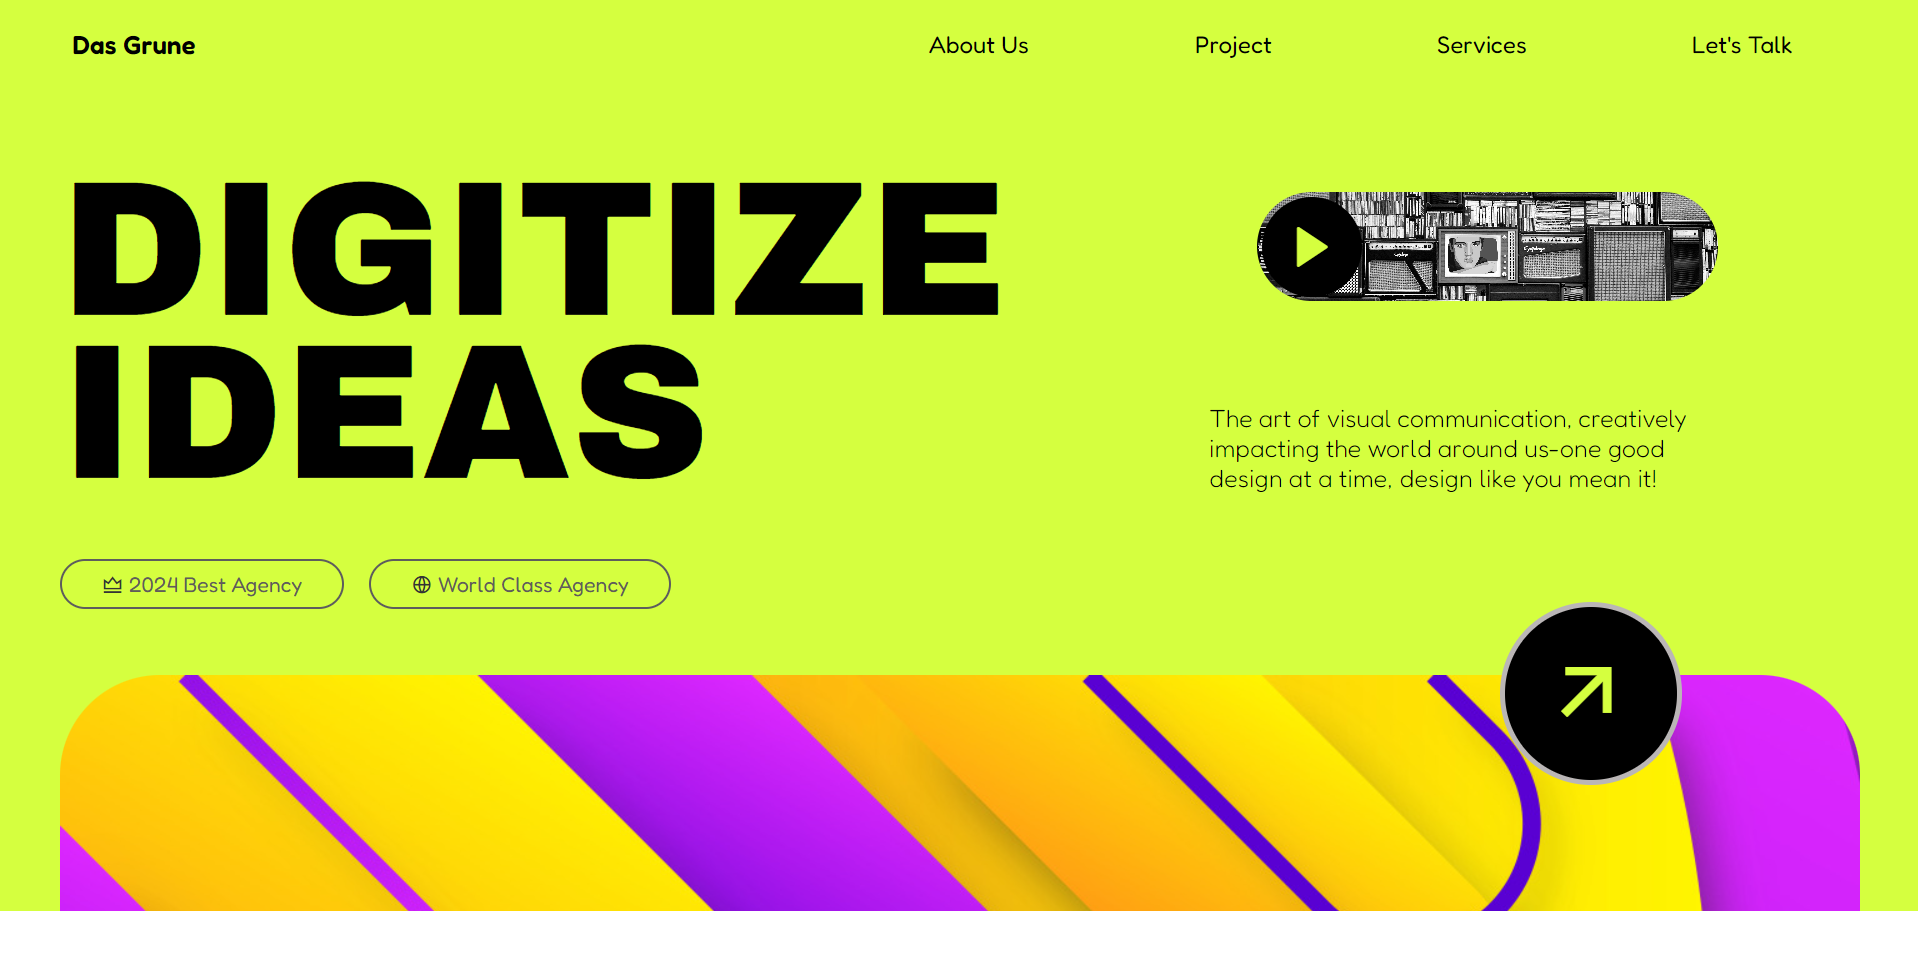 Das Grune
About Us
Project
Services
Let's Talk
DIGITIZE
IDEAS
The art of visual communication, creatively
impacting the world around us-one good
design at a time, design like you mean it!
2024 Best Agency
World Class Agency